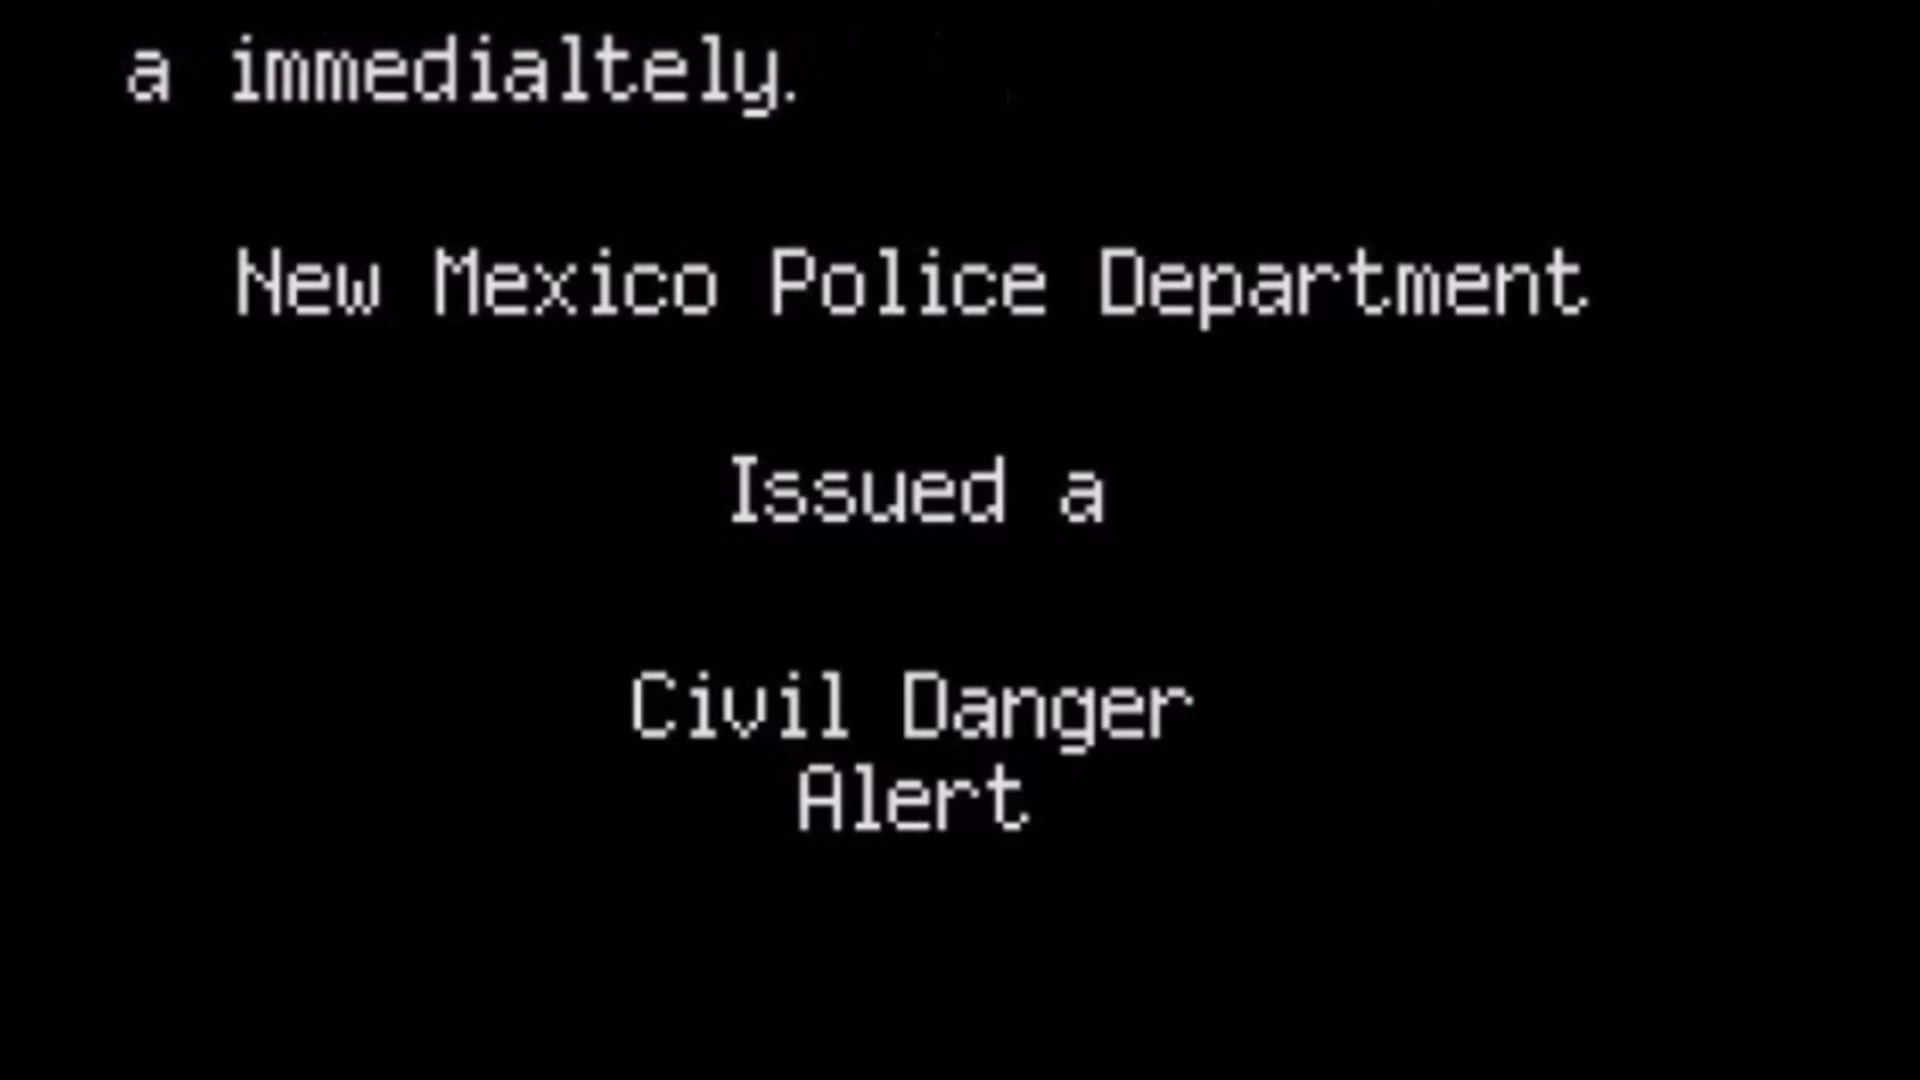 a immedialtely.
New Mexico Police Department
Issued a
Civil Danger
Alert